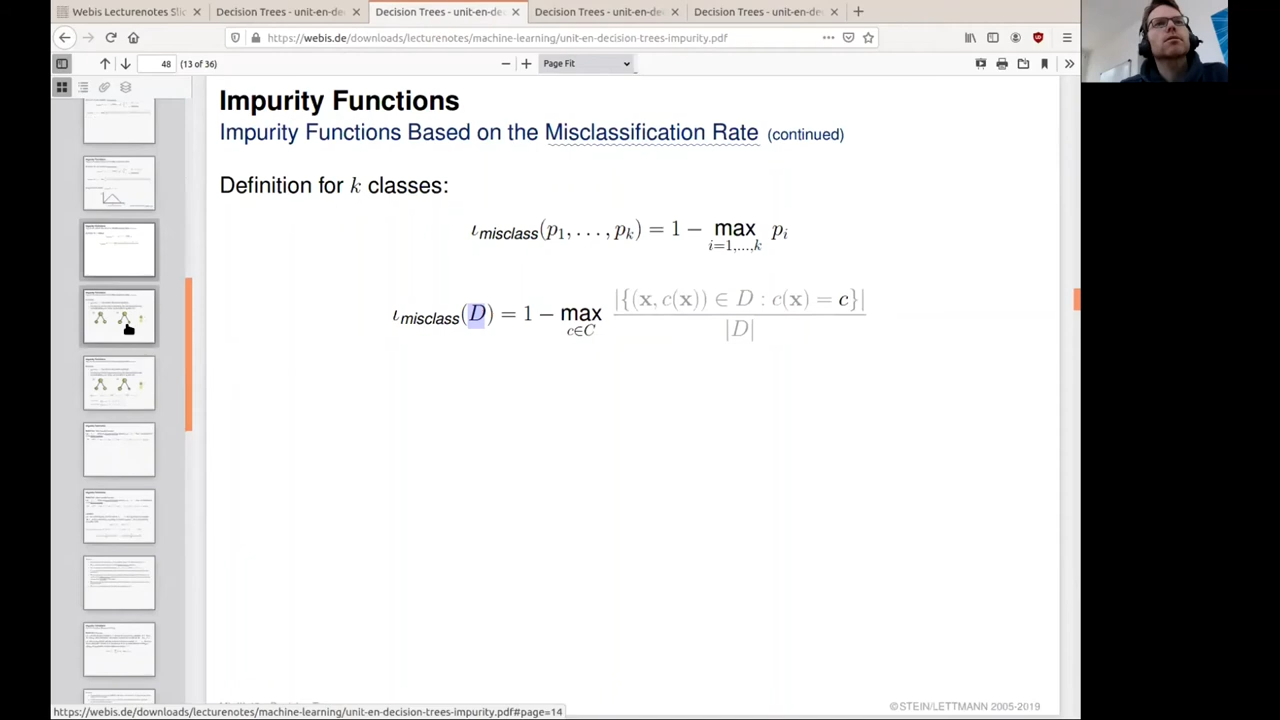 Webis Lecturenotes Slic
Decision Trees - unit-en-de
Decision Trees - unit-en-de
Decision Trees - unit-en-de
Decision Trees - unit-en-de
https://webis.de/downloads/lecturenotes/machine-learning/unit-en-decision-trees-impurity.pdf
48
(13 of 36)
Page Fit
Impurity Functions
Impurity Functions Based on the Misclassification Rate (continued)
Definition for k classes:
ι_misclass(p₁, . . . , pₖ) = 1 − max_{i=1,...,k} pᵢ
ι_misclass(D) = 1 − max_{c∈C} |{(x, c(x)) ∈ D : c(x) = c}| / |D|
https://webis.de/downloads/lecturenotes/machine-learning/unit-en-decision-trees-impurity.pdf#page=14
©STEIN/LETTMANN 2005-2019